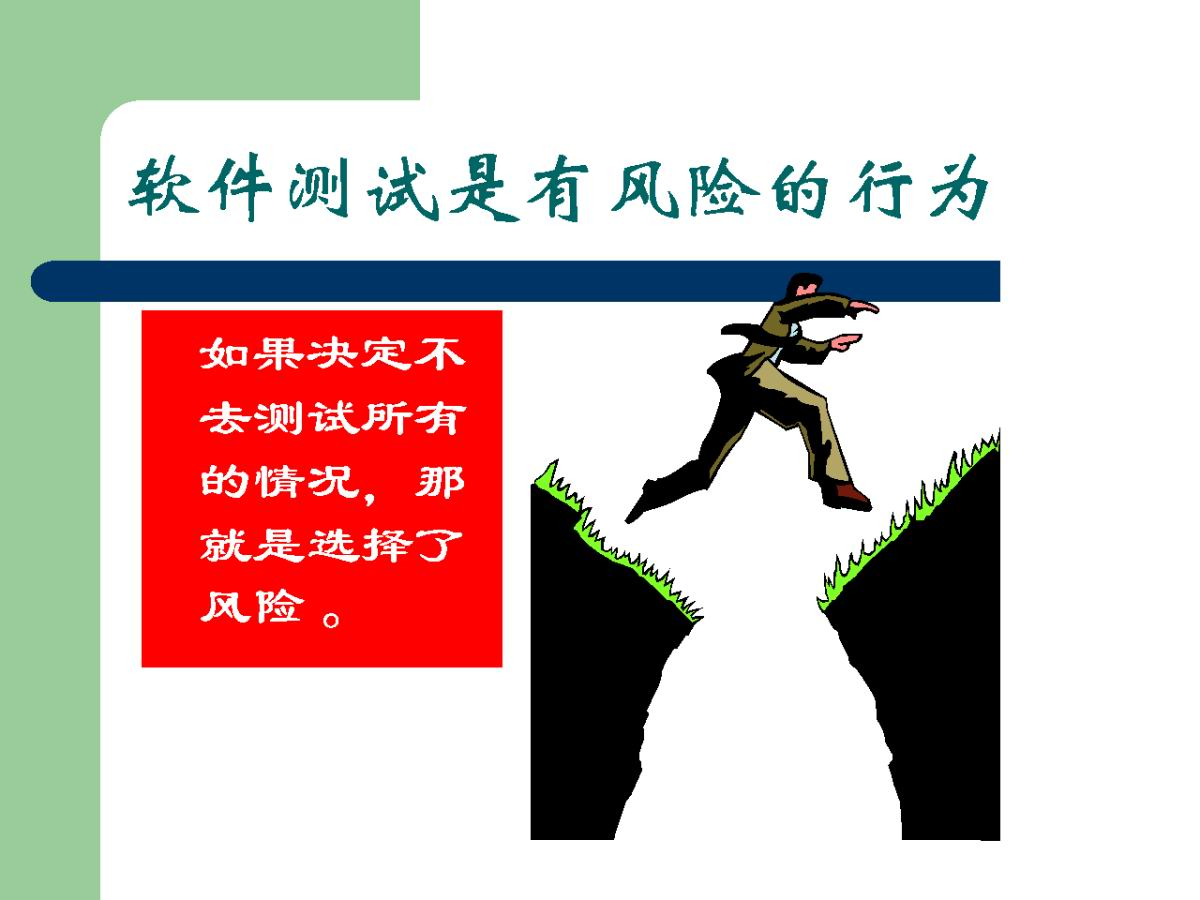 软件测试是有风险的行为
如果决定不
去测试所有
的情况，那
就是选择了
风险 。